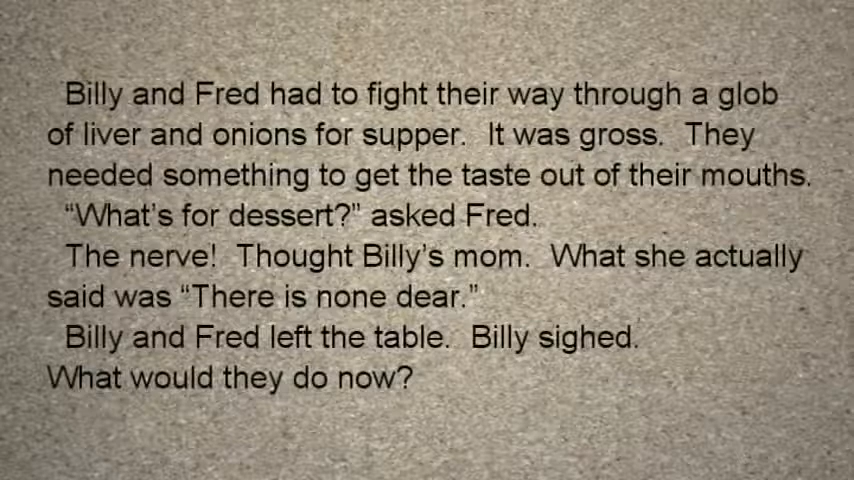 Billy and Fred had to fight their way through a glob
of liver and onions for supper.  It was gross.  They
needed something to get the taste out of their mouths.
“What’s for dessert?” asked Fred.
The nerve!  Thought Billy’s mom.  What she actually
said was “There is none dear.”
Billy and Fred left the table.  Billy sighed.
What would they do now?